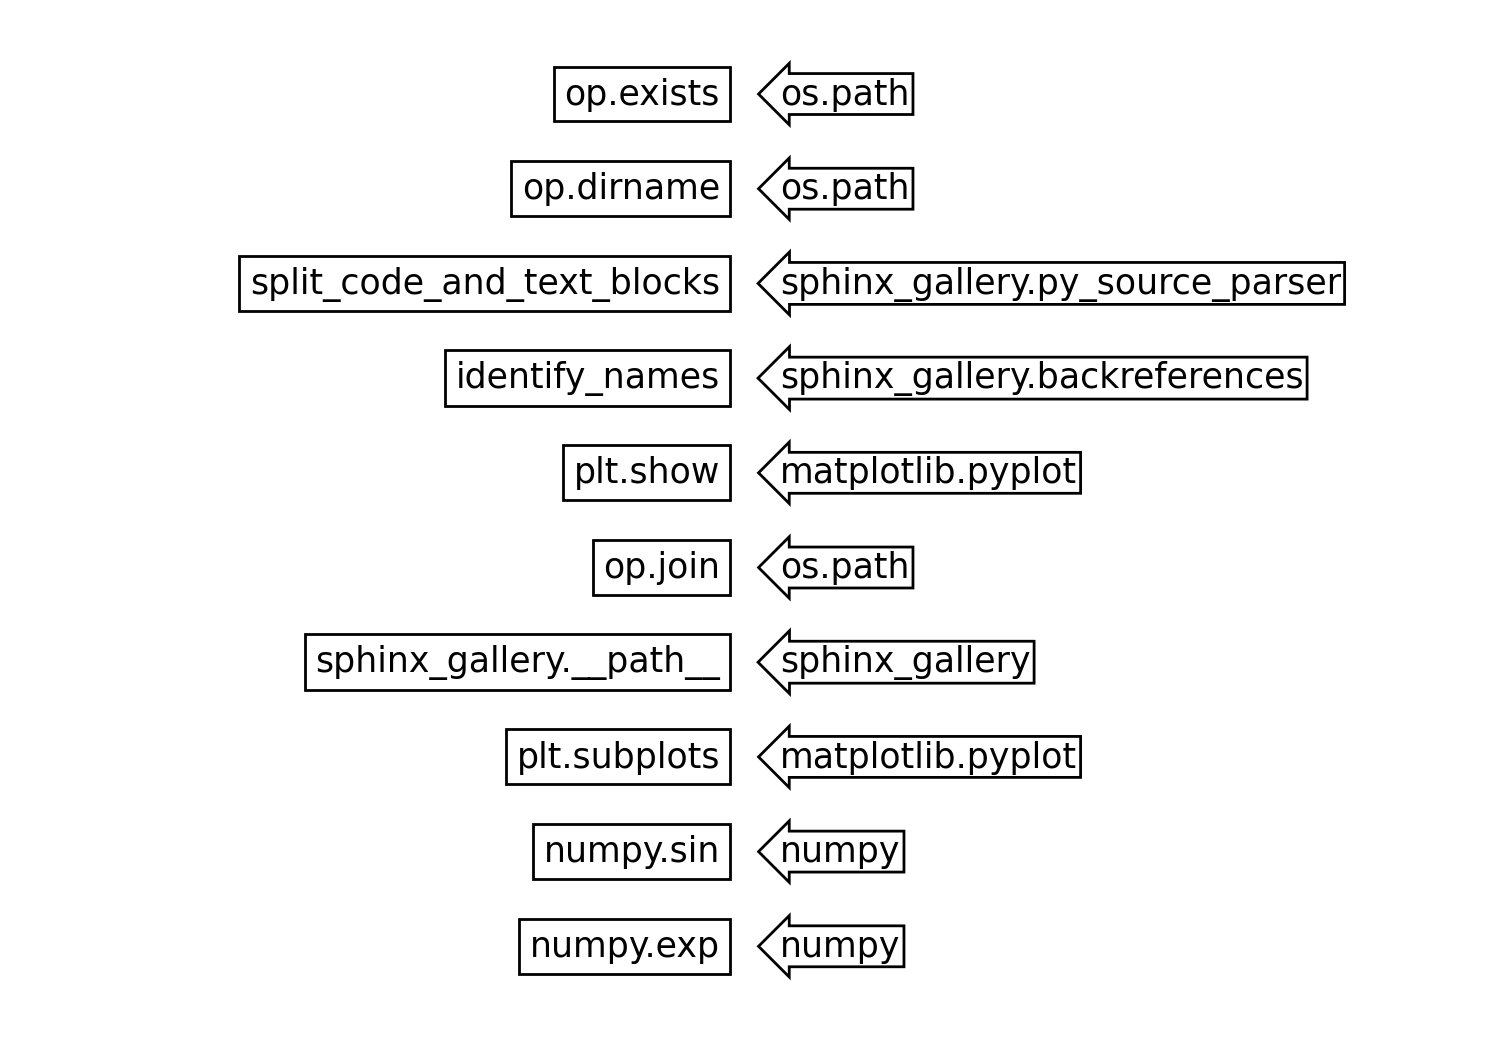 op.exists os.path
op.dirname os.path
split_code_and_text_blocks sphinx_gallery.py_source_parser
identify_names sphinx_gallery.backreferences
plt.show matplotlib.pyplot
op.join os.path
sphinx_gallery.__path__ sphinx_gallery
plt.subplots matplotlib.pyplot
numpy.sin numpy
numpy.exp numpy